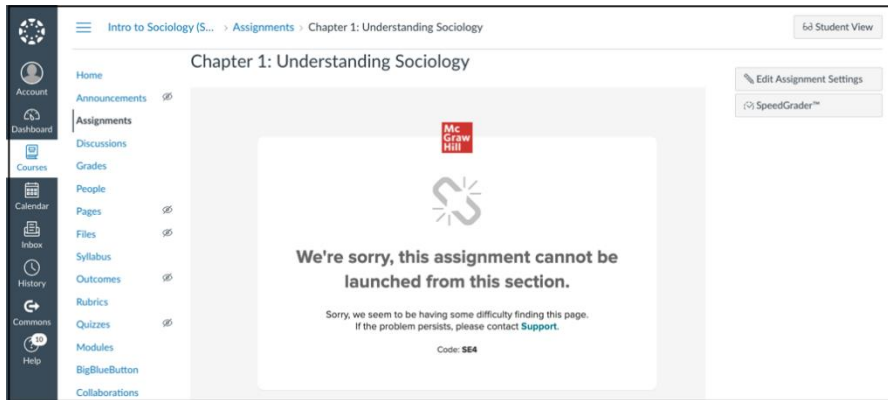 Intro to Sociology (S... › Assignments › Chapter 1: Understanding Sociology
Student View
Account
Dashboard
Courses
Calendar
Inbox
History
Commons
10
Help
Home
Announcements
Assignments
Discussions
Grades
People
Pages
Files
Syllabus
Outcomes
Rubrics
Quizzes
Modules
BigBlueButton
Collaborations
Chapter 1: Understanding Sociology
Mc
Graw
Hill
We're sorry, this assignment cannot be
launched from this section.
Sorry, we seem to be having some difficulty finding this page.
If the problem persists, please contact Support.
Code: SE4
Edit Assignment Settings
SpeedGrader™